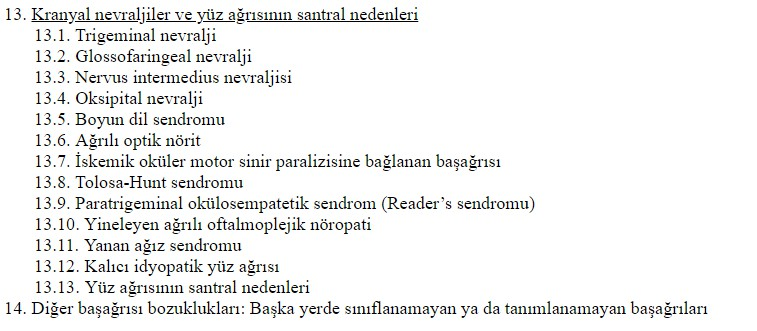 13. Kranyal nevraljiler ve yüz ağrısının santral nedenleri
13.1. Trigeminal nevralji
13.2. Glossofaringeal nevralji
13.3. Nervus intermedius nevraljisi
13.4. Oksipital nevralji
13.5. Boyun dil sendromu
13.6. Ağrılı optik nörit
13.7. İskemik oküler motor sinir paralizisine bağlanan başağrısı
13.8. Tolosa-Hunt sendromu
13.9. Paratrigeminal okülosempatetik sendrom (Reader’s sendromu)
13.10. Yineleyen ağrılı oftalmoplejik nöropati
13.11. Yanan ağız sendromu
13.12. Kalıcı idyopatik yüz ağrısı
13.13. Yüz ağrısının santral nedenleri
14. Diğer başağrısı bozuklukları: Başka yerde sınıflanamayan ya da tanımlanamayan başağrıları